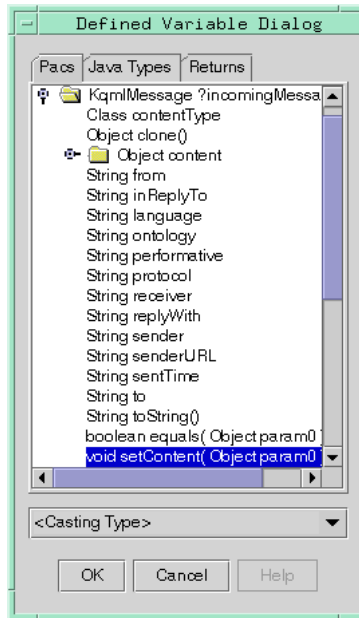 Defined Variable Dialog
Pacs Java Types Returns
KqmlMessage ?incomingMessa
Class contentType
Object clone()
Object content
String from
String inReplyTo
String language
String ontology
String performative
String protocol
String receiver
String replyWith
String sender
String senderURL
String sentTime
String to
String toString()
boolean equals( Object param0 )
void setContent( Object param0 )
<Casting Type>
OK Cancel Help